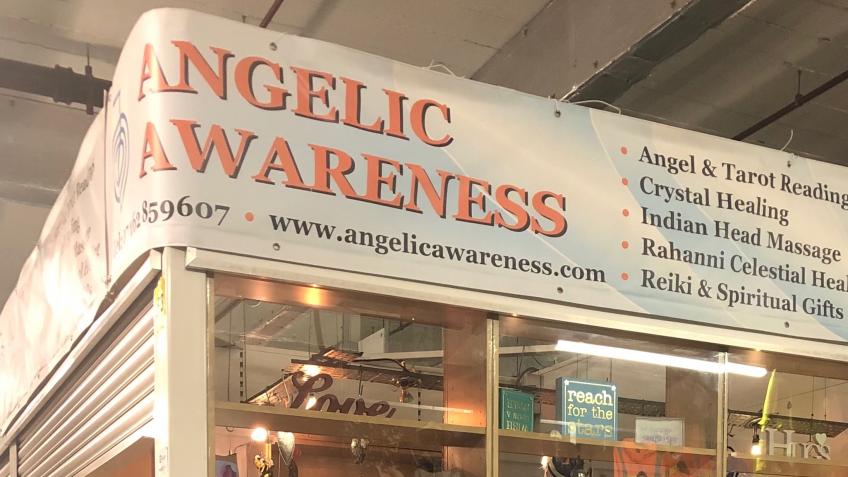 ANGELIC
AWARENESS
859607 • www.angelicawareness.com
• Angel & Tarot Reading
• Crystal Healing
• Indian Head Massage
• Rahanni Celestial Heal
• Reiki & Spiritual Gifts
Love
reach
for the
stars